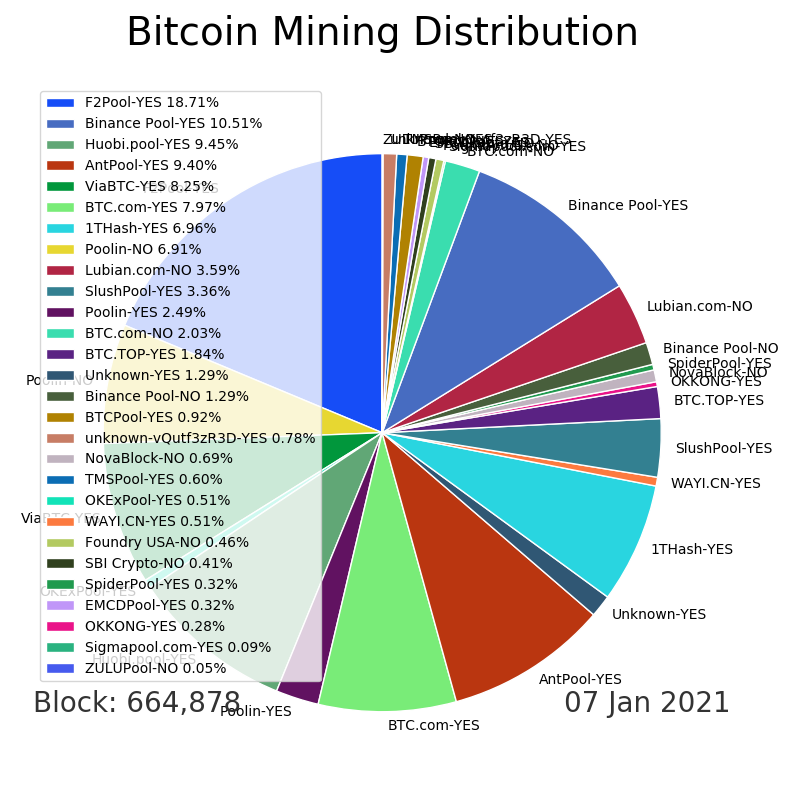 Bitcoin Mining Distribution
F2Pool-YES 18.71%
Binance Pool-YES 10.51%
Huobi.pool-YES 9.45%
AntPool-YES 9.40%
ViaBTC-YES 8.25%
BTC.com-YES 7.97%
1THash-YES 6.96%
Poolin-NO 6.91%
Lubian.com-NO 3.59%
SlushPool-YES 3.36%
Poolin-YES 2.49%
BTC.com-NO 2.03%
BTC.TOP-YES 1.84%
Unknown-YES 1.29%
Binance Pool-NO 1.29%
BTCPool-YES 0.92%
unknown-vQutf3zR3D-YES 0.78%
NovaBlock-NO 0.69%
TMSPool-YES 0.60%
OKExPool-YES 0.51%
WAYI.CN-YES 0.51%
Foundry USA-NO 0.46%
SBI Crypto-NO 0.41%
SpiderPool-YES 0.32%
EMCDPool-YES 0.32%
OKKONG-YES 0.28%
Sigmapool.com-YES 0.09%
ZULUPool-NO 0.05%
BTC.com-NO
Binance Pool-YES
Lubian.com-NO
Binance Pool-NO
SpiderPool-YES
NovaBlock-NO
OKKONG-YES
BTC.TOP-YES
SlushPool-YES
WAYI.CN-YES
1THash-YES
Unknown-YES
AntPool-YES
BTC.com-YES
Poolin-YES
Huobi.pool-YES
OKExPool-YES
ViaBTC-YES
Poolin-NO
Block: 664,878
07 Jan 2021